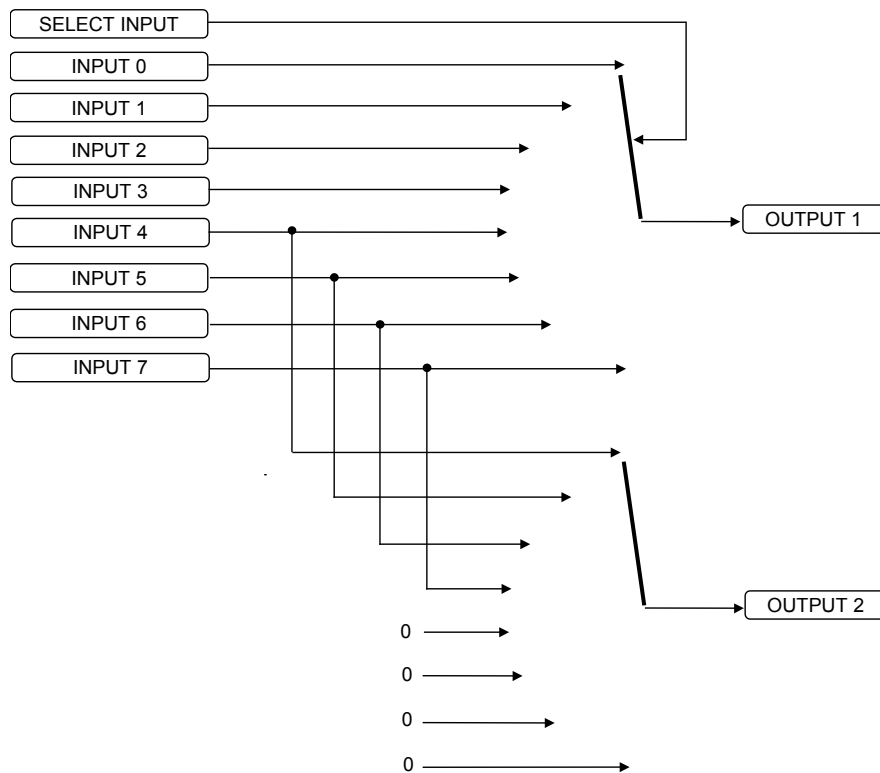 SELECT INPUT
INPUT 0
INPUT 1
INPUT 2
INPUT 3
INPUT 4
INPUT 5
INPUT 6
INPUT 7
OUTPUT 1
OUTPUT 2
0
0
0
0